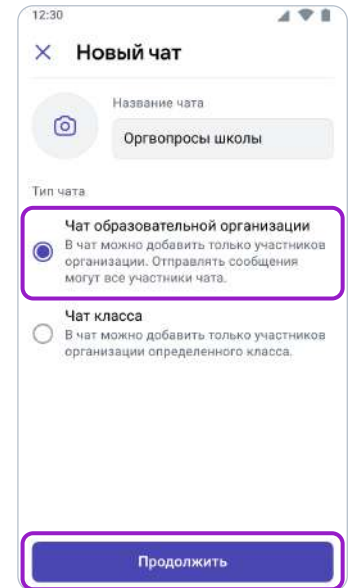 12:30
Новый чат
Название чата
Оргвопросы школы
Тип чата
Чат образовательной организации
В чат можно добавить только участников
организации. Отправлять сообщения
могут все участники чата.
Чат класса
В чат можно добавить только участников
организации определенного класса.
Продолжить